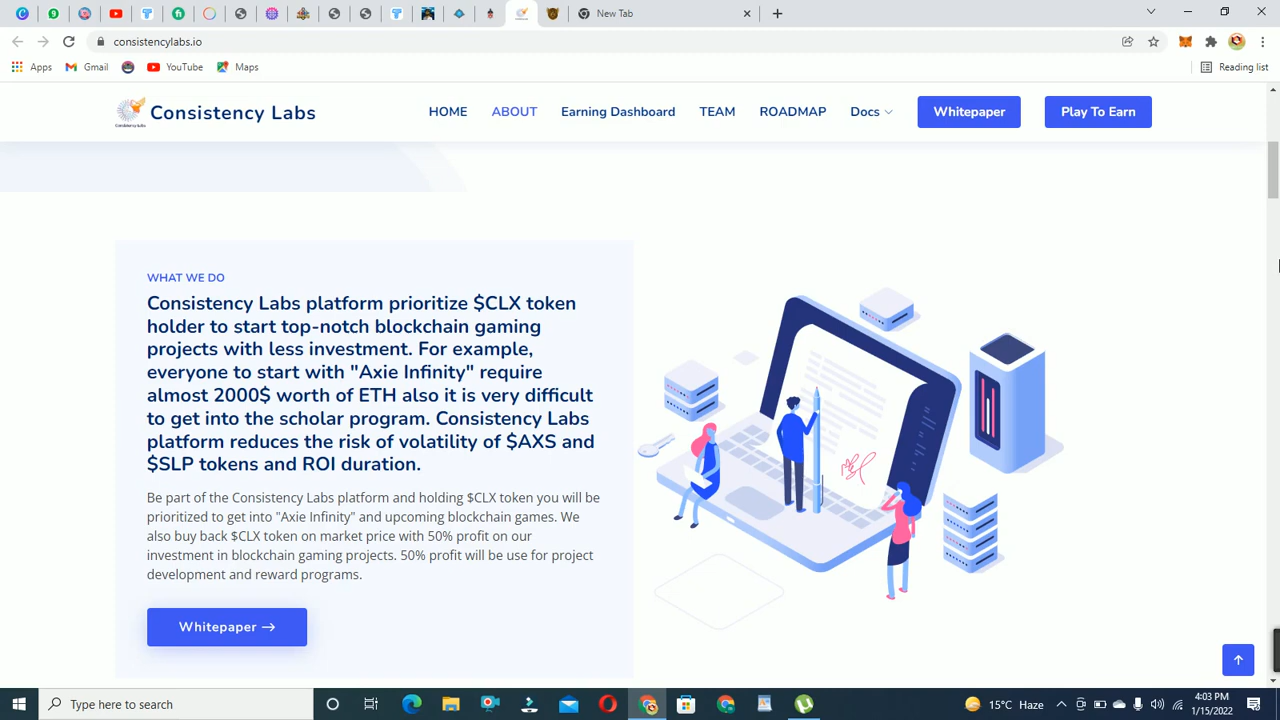 New Tab
consistencylabs.io
Apps
Gmail
YouTube
Maps
Reading list
Consistency Labs
HOME
ABOUT
Earning Dashboard
TEAM
ROADMAP
Docs
Whitepaper
Play To Earn
WHAT WE DO
Consistency Labs platform prioritize $CLX token
holder to start top-notch blockchain gaming
projects with less investment. For example,
everyone to start with "Axie Infinity" require
almost 2000$ worth of ETH also it is very difficult
to get into the scholar program. Consistency Labs
platform reduces the risk of volatility of $AXS and
$SLP tokens and ROI duration.
Be part of the Consistency Labs platform and holding $CLX token you will be
prioritized to get into "Axie Infinity" and upcoming blockchain games. We
also buy back $CLX token on market price with 50% profit on our
investment in blockchain gaming projects. 50% profit will be use for project
development and reward programs.
Whitepaper →
Type here to search
15°C Haze
4:03 PM
1/15/2022